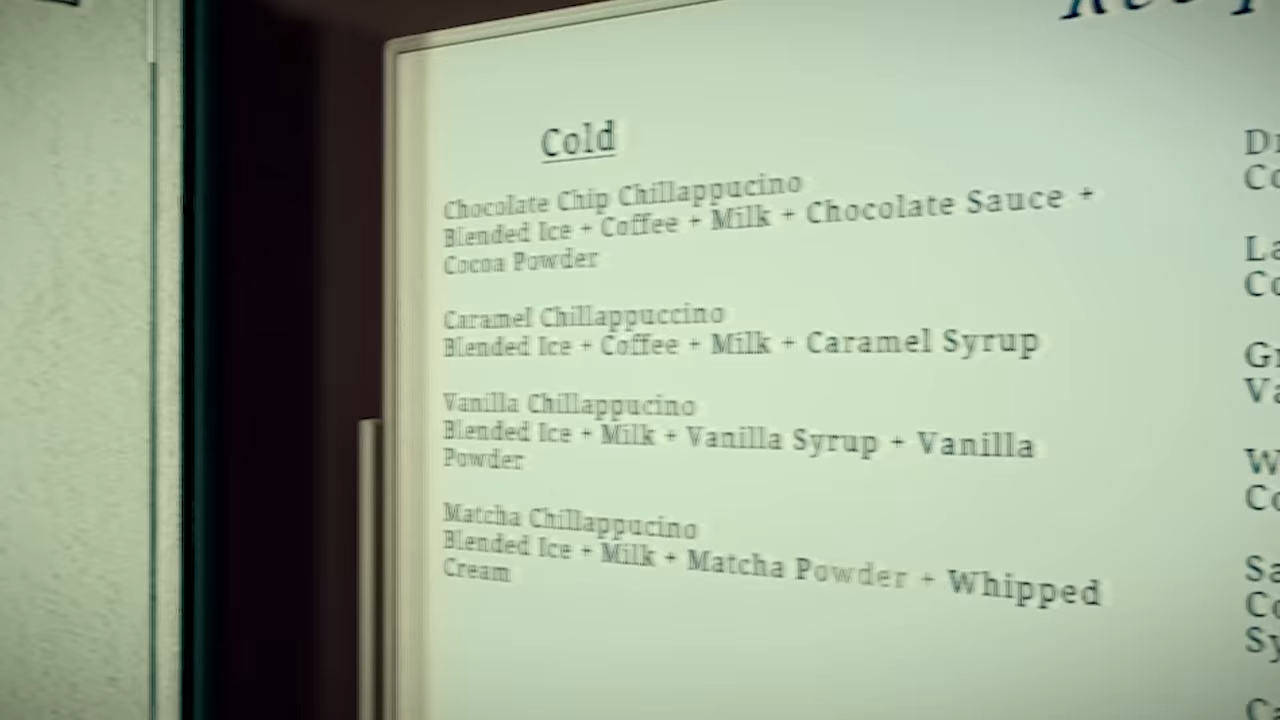 Cold
Chocolate Chip Chillappucino
Blended Ice + Coffee + Milk + Chocolate Sauce +
Cocoa Powder
Caramel Chillappuccino
Blended Ice + Coffee + Milk + Caramel Syrup
Vanilla Chillappucino
Blended Ice + Milk + Vanilla Syrup + Vanilla
Powder
Matcha Chillappucino
Blended Ice + Milk + Matcha Powder + Whipped
Cream